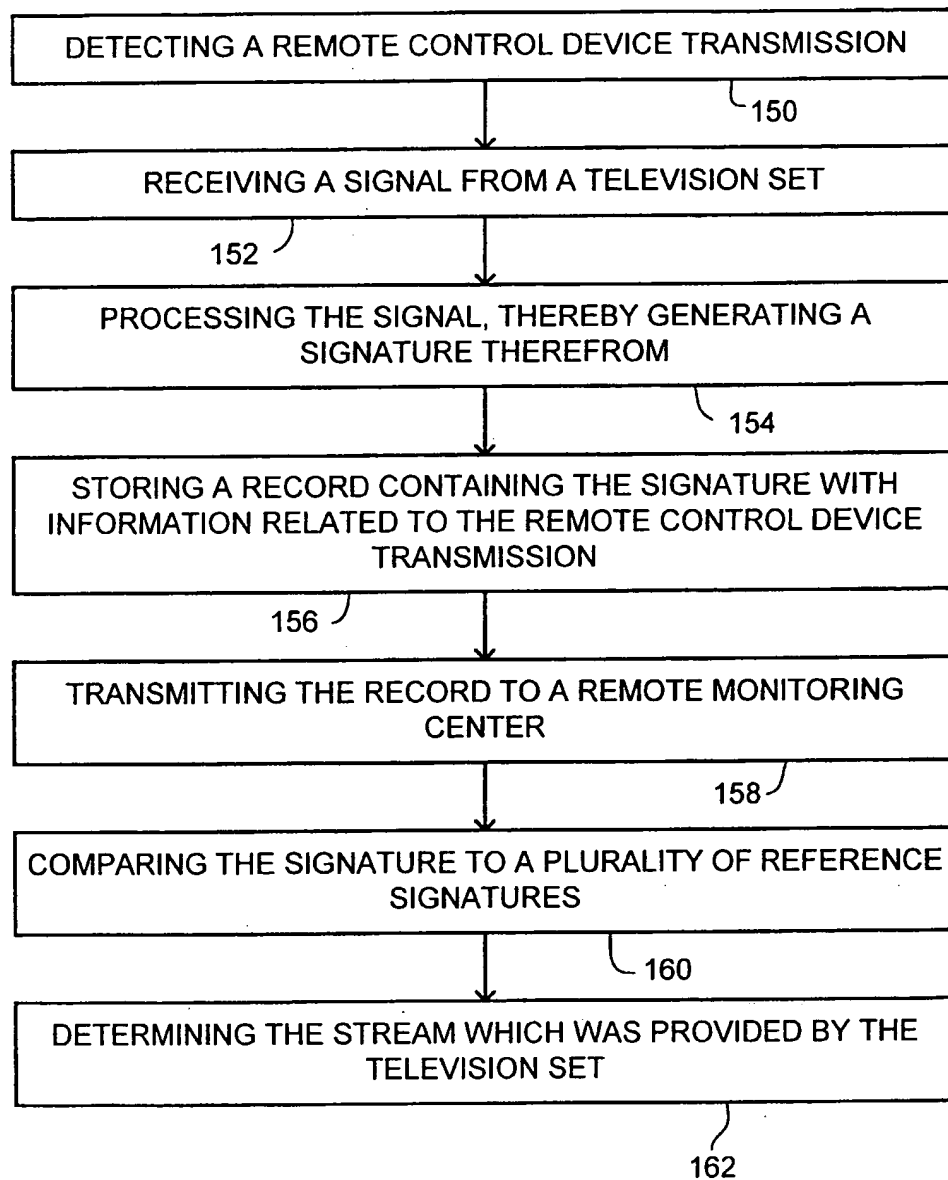 DETECTING A REMOTE CONTROL DEVICE TRANSMISSION
150
RECEIVING A SIGNAL FROM A TELEVISION SET
152
PROCESSING THE SIGNAL, THEREBY GENERATING A
SIGNATURE THEREFROM
154
STORING A RECORD CONTAINING THE SIGNATURE WITH
INFORMATION RELATED TO THE REMOTE CONTROL DEVICE
TRANSMISSION
156
TRANSMITTING THE RECORD TO A REMOTE MONITORING
CENTER
158
COMPARING THE SIGNATURE TO A PLURALITY OF REFERENCE
SIGNATURES
160
DETERMINING THE STREAM WHICH WAS PROVIDED BY THE
TELEVISION SET
162